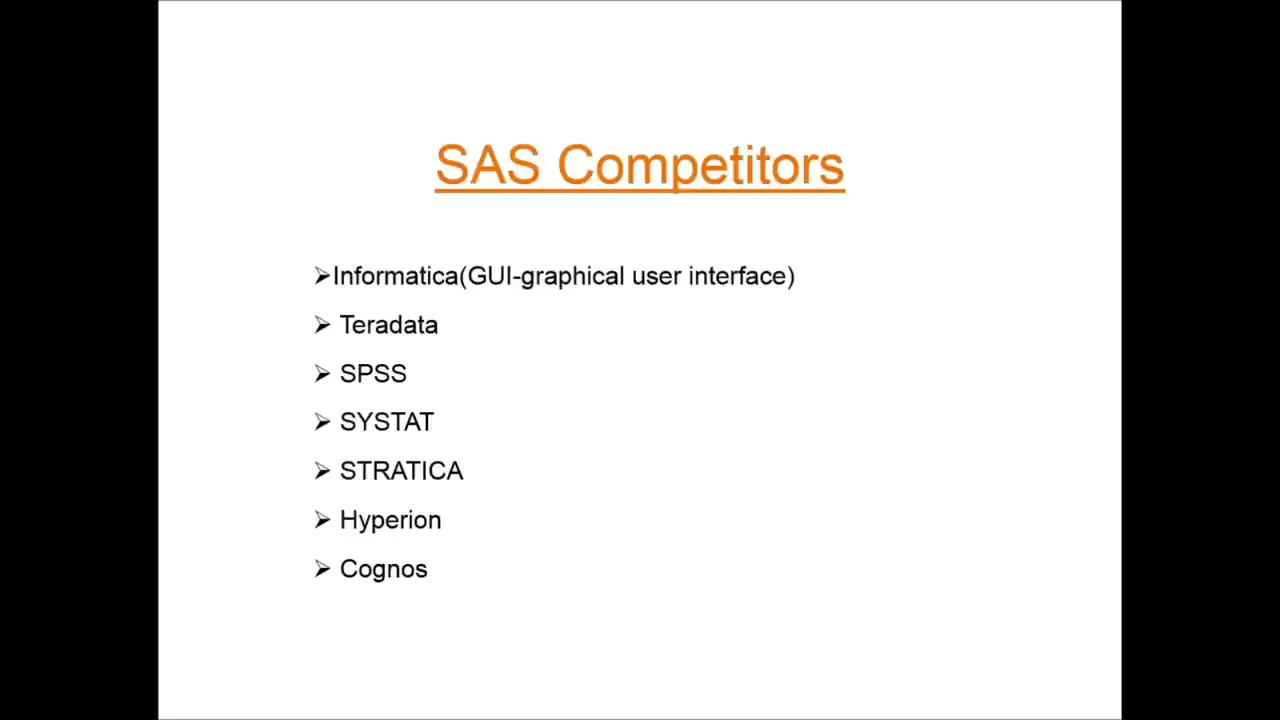 SAS Competitors
➢Informatica(GUI-graphical user interface)
➢ Teradata
➢ SPSS
➢ SYSTAT
➢ STRATICA
➢ Hyperion
➢ Cognos